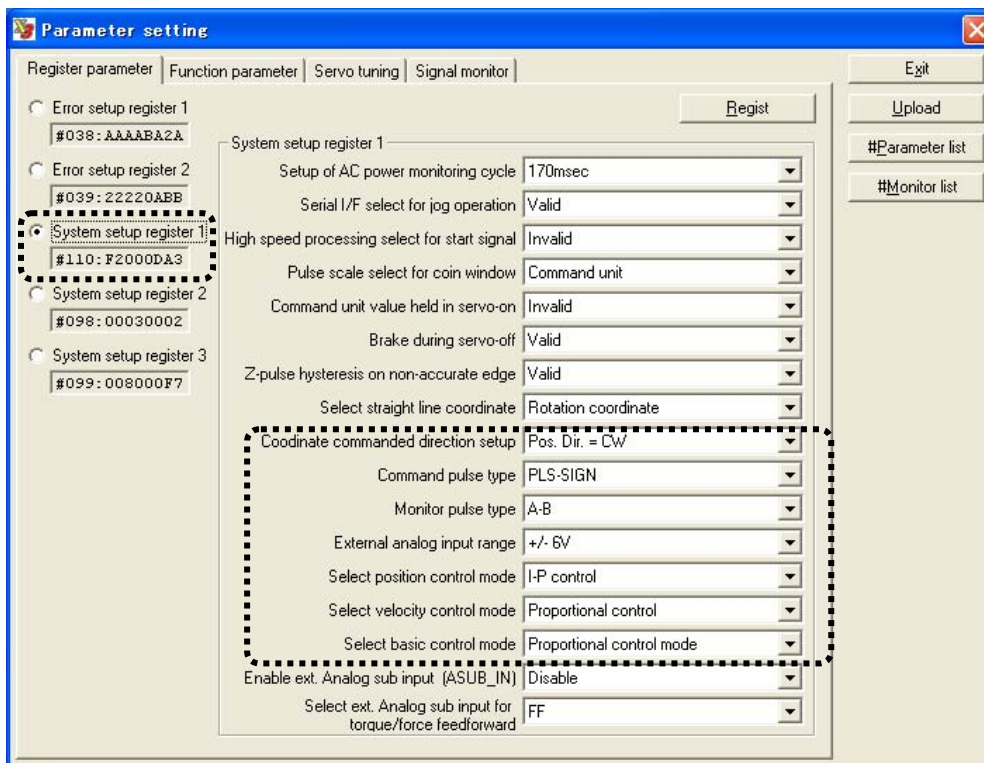 Parameter setting
Register parameter Function parameter Servo tuning Signal monitor
Exit
Upload
#Parameter list
#Monitor list
Error setup register 1
#038:AAAABA2A
Error setup register 2
#039:22220ABB
System setup register 1
#110:F2000DA3
System setup register 2
#098:00030002
System setup register 3
#099:008000F7
Regist
System setup register 1
Setup of AC power monitoring cycle 170msec
Serial I/F select for jog operation Valid
High speed processing select for start signal Invalid
Pulse scale select for coin window Command unit
Command unit value held in servo-on Invalid
Brake during servo-off Valid
Z-pulse hysteresis on non-accurate edge Valid
Select straight line coordinate Rotation coordinate
Coodinate commanded direction setup Pos. Dir. = CW
Command pulse type PLS-SIGN
Monitor pulse type A-B
External analog input range +/- 6V
Select position control mode I-P control
Select velocity control mode Proportional control
Select basic control mode Proportional control mode
Enable ext. Analog sub input (ASUB_IN) Disable
Select ext. Analog sub input for
torque/force feedforward FF